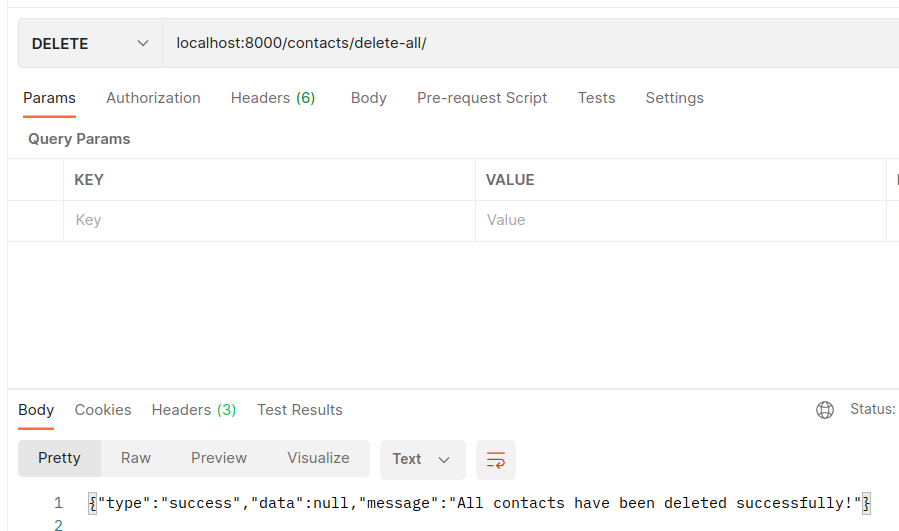 DELETE localhost:8000/contacts/delete-all/
Params Authorization Headers (6) Body Pre-request Script Tests Settings
Query Params
KEY VALUE
Key Value
Body Cookies Headers (3) Test Results Status:
Pretty Raw Preview Visualize Text
1 {"type":"success","data":null,"message":"All contacts have been deleted successfully!"}
2